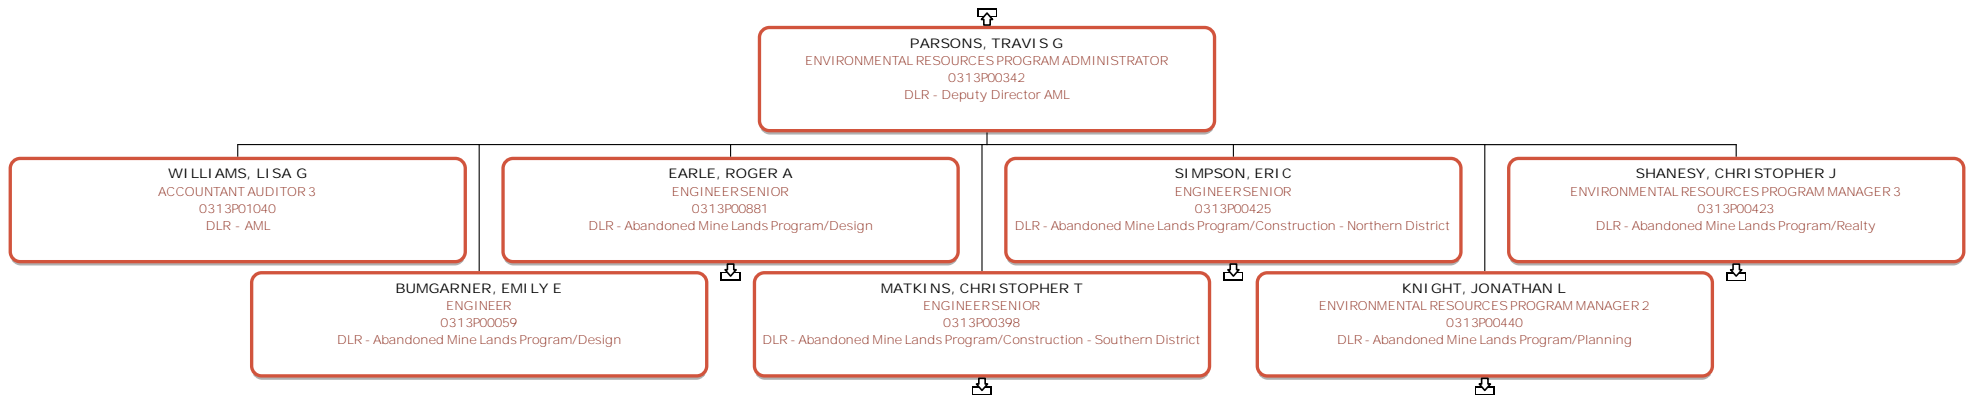 PARSONS, TRAVIS G
ENVIRONMENTAL RESOURCES PROGRAM ADMINISTRATOR
0313P00342
DLR - Deputy Director AML
WILLIAMS, LISA G
ACCOUNTANT AUDITOR 3
0313P01040
DLR - AML
EARLE, ROGER A
ENGINEER SENIOR
0313P00881
DLR - Abandoned Mine Lands Program/Design
SIMPSON, ERIC
ENGINEER SENIOR
0313P00425
DLR - Abandoned Mine Lands Program/Construction - Northern District
SHANESY, CHRISTOPHER J
ENVIRONMENTAL RESOURCES PROGRAM MANAGER 3
0313P00423
DLR - Abandoned Mine Lands Program/Realty
BUMGARNER, EMILY E
ENGINEER
0313P00059
DLR - Abandoned Mine Lands Program/Design
MATKINS, CHRISTOPHER T
ENGINEER SENIOR
0313P00398
DLR - Abandoned Mine Lands Program/Construction - Southern District
KNIGHT, JONATHAN L
ENVIRONMENTAL RESOURCES PROGRAM MANAGER 2
0313P00440
DLR - Abandoned Mine Lands Program/Planning